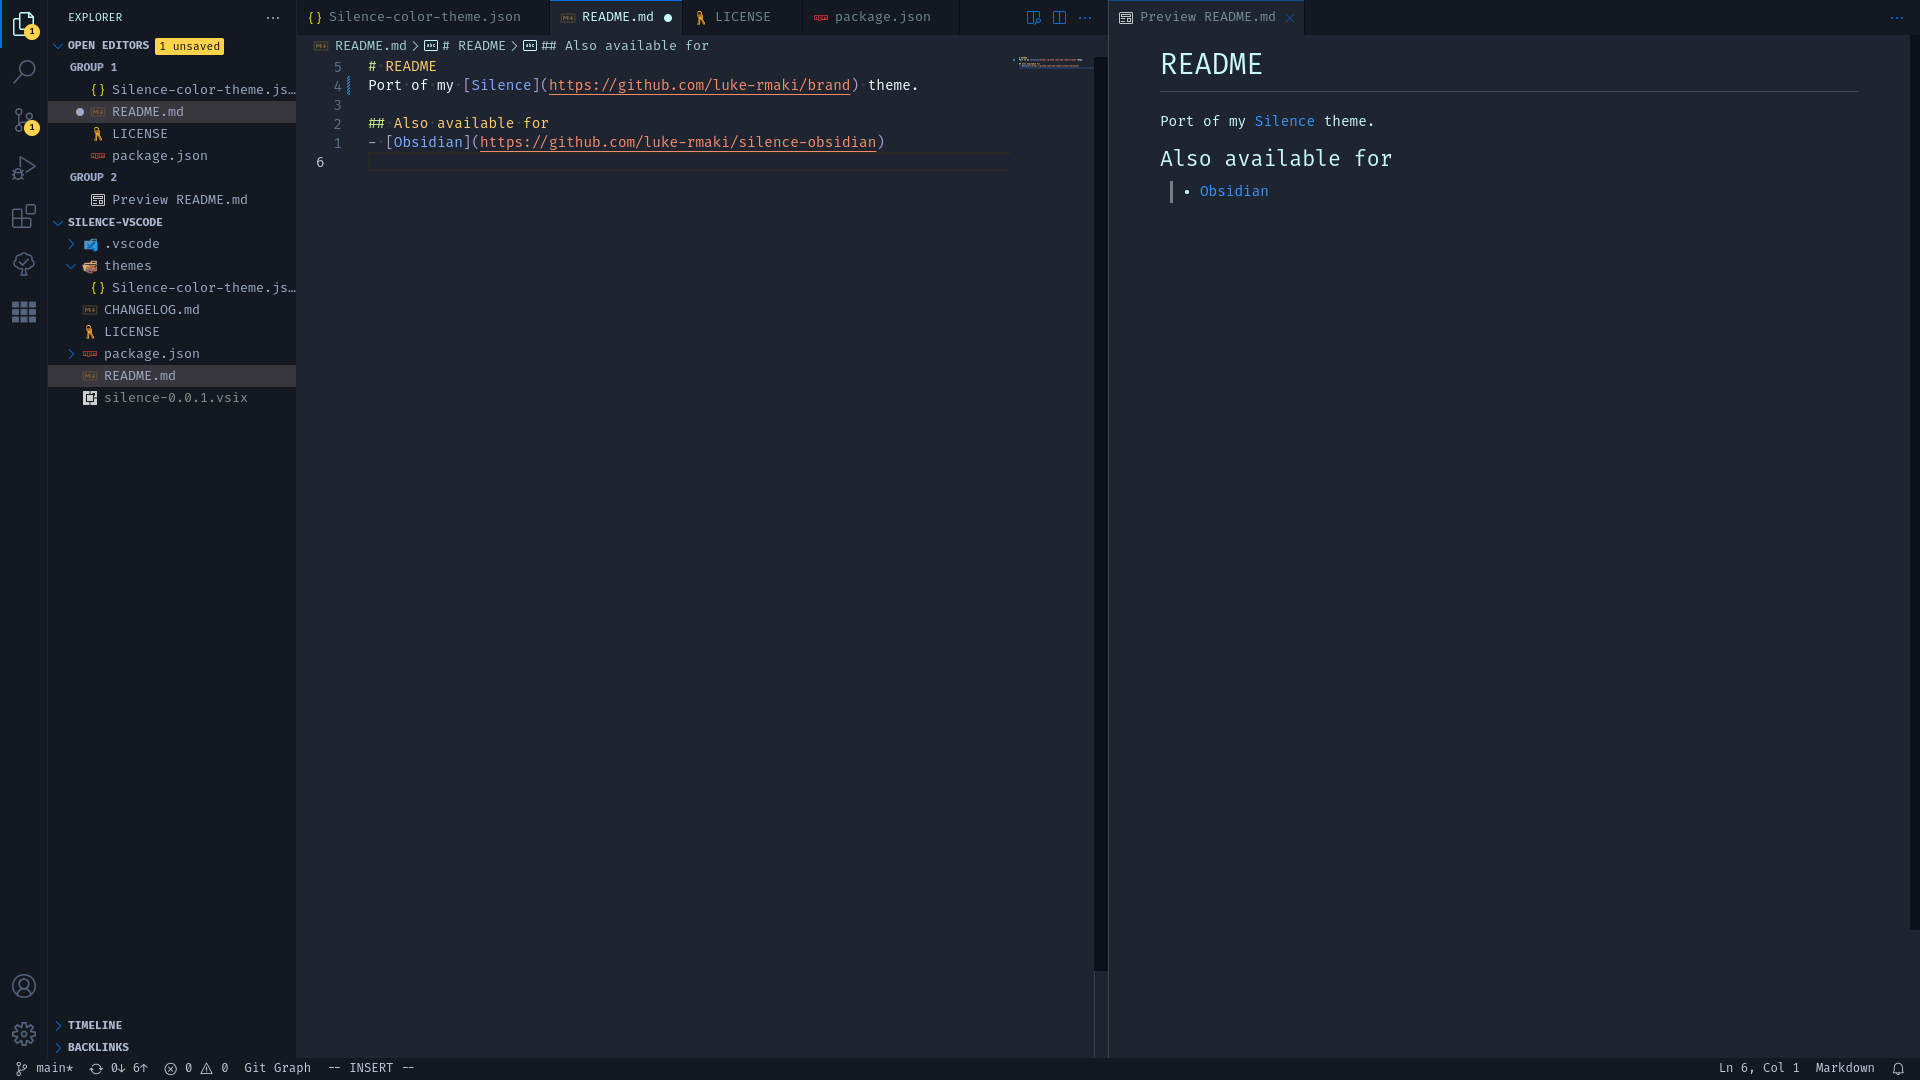 EXPLORER
OPEN EDITORS 1 unsaved
GROUP 1
{} Silence-color-theme.js…
README.md
LICENSE
package.json
GROUP 2
Preview README.md
SILENCE-VSCODE
.vscode
themes
{} Silence-color-theme.js…
CHANGELOG.md
LICENSE
package.json
README.md
silence-0.0.1.vsix
TIMELINE
BACKLINKS
1
1
{} Silence-color-theme.json
README.md
LICENSE
package.json
README.md > # README > ## Also available for
5 # README
4 Port of my [Silence](https://github.com/luke-rmaki/brand) theme.
3
2 ## Also available for
1 - [Obsidian](https://github.com/luke-rmaki/silence-obsidian)
6
Preview README.md
README
Port of my Silence theme.
Also available for
• Obsidian
main* 0↓ 6↑ 0 0 Git Graph -- INSERT --
Ln 6, Col 1 Markdown